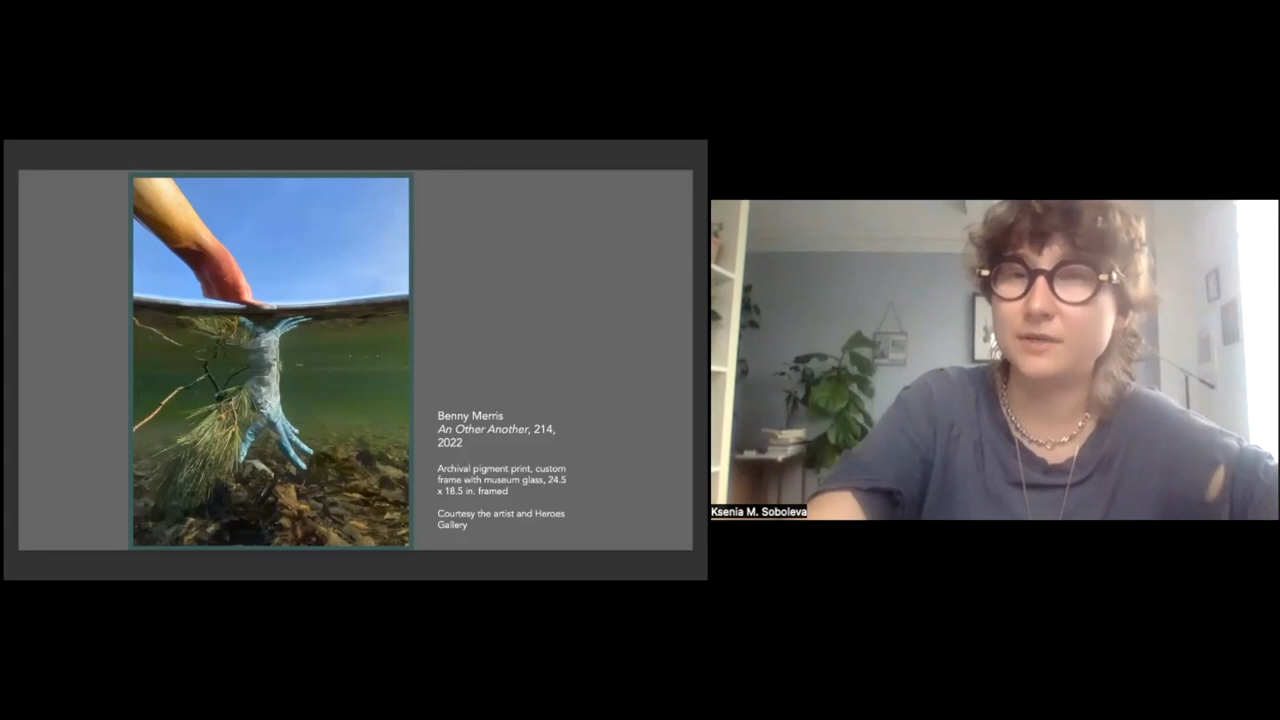 Benny Merris
An Other Another, 214,
2022
Archival pigment print, custom
frame with museum glass, 24.5
x 18.5 in. framed
Courtesy the artist and Heroes
Gallery
Ksenia M. Soboleva